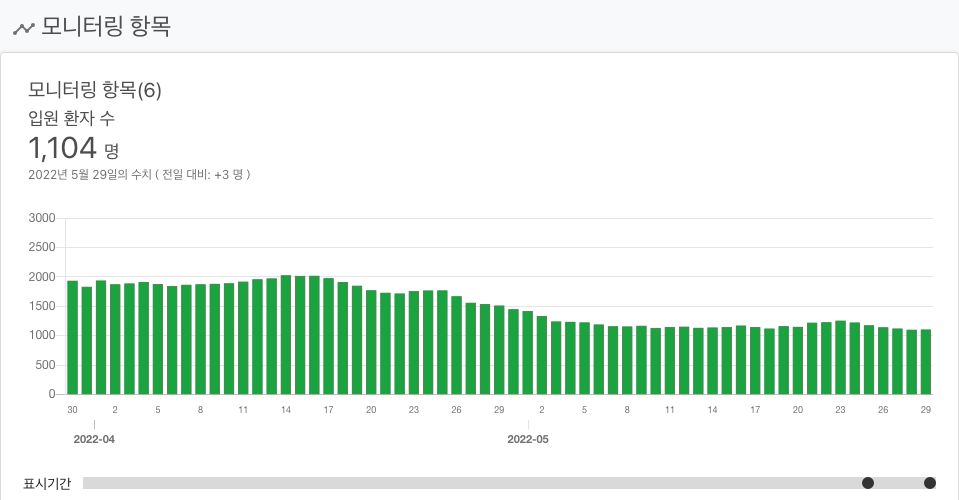 모니터링 항목
모니터링 항목(6)
입원 환자 수
1,104 명
2022년 5월 29일의 수치 ( 전일 대비: +3 명 )
3000
2500
2000
1500
1000
500
0
30 2 5 8 11 14 17 20 23 26 29 2 5 8 11 14 17 20 23 26 29
2022-04 2022-05
표시기간